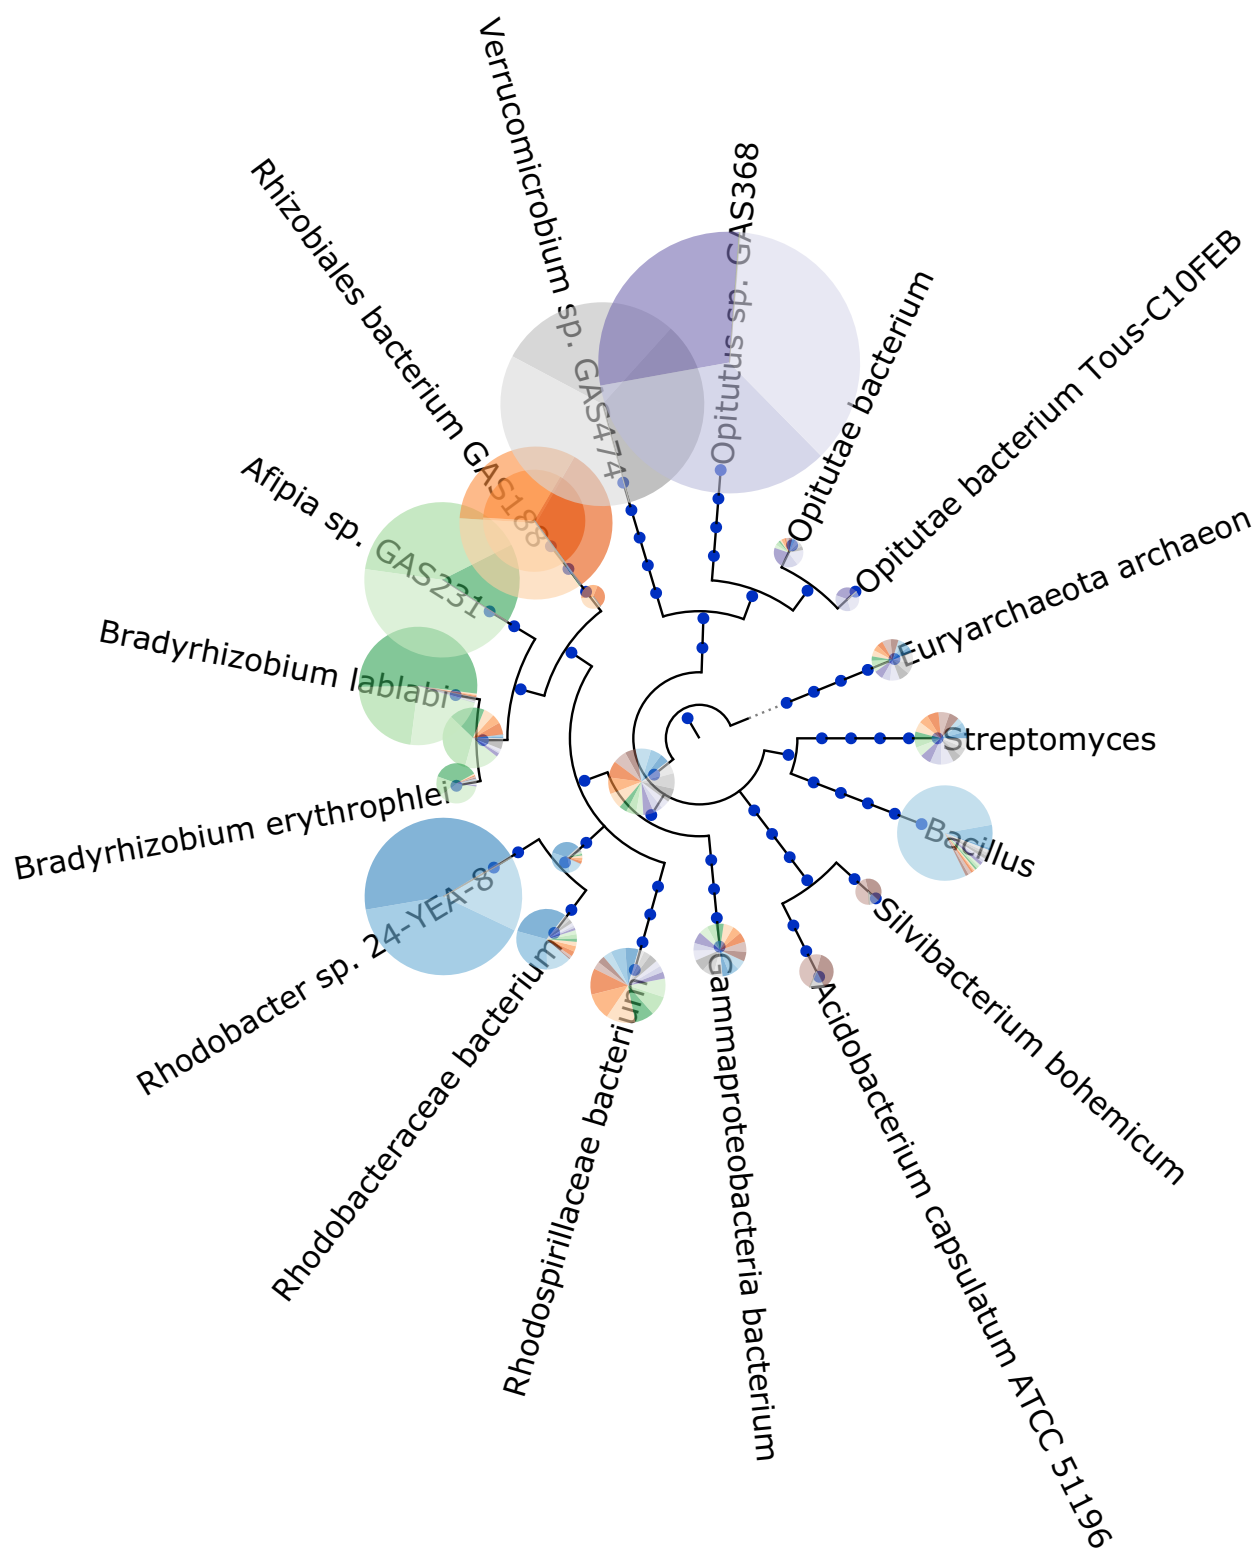 Verrucomicrobium sp. GAS474
Opitutus sp. GAS368
Rhizobiales bacterium GAS188
Opitutae bacterium
Opitutae bacterium Tous-C10FEB
Afipia sp. GAS231
Euryarchaeota archaeon
Bradyrhizobium lablabi
Streptomyces
Bradyrhizobium erythrophlei
Bacillus
Rhodobacter sp. 24-YEA-8
Silvibacterium bohemicum
Rhodobacteraceae bacterium
Rhodospirillaceae bacterium
Gammaproteobacteria bacterium
Acidobacterium capsulatum ATCC 51196